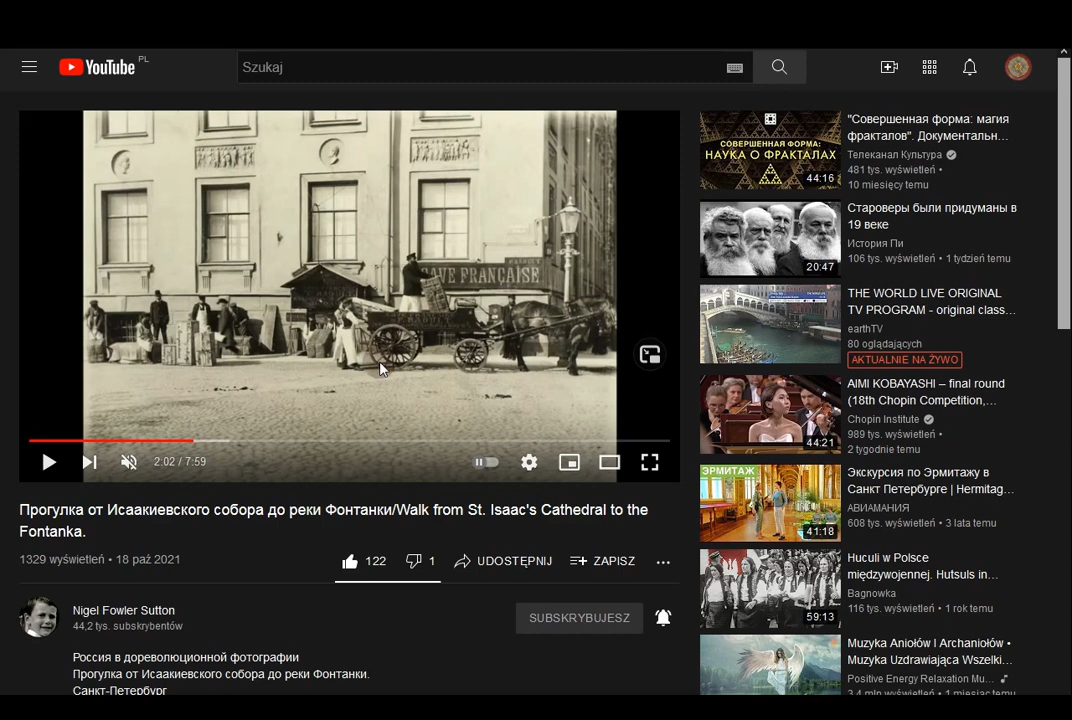 YouTube PL
Szukaj
CAVE FRANÇAISE
2:02 / 7:59
Прогулка от Исаакиевского собора до реки Фонтанки/Walk from St. Isaac's Cathedral to the
Fontanka.
1329 wyświetleń • 18 paź 2021
122
1
UDOSTĘPNIJ
ZAPISZ
Nigel Fowler Sutton
44,2 tys. subskrybentów
SUBSKRYBUJESZ
Россия в дореволюционной фотографии
Прогулка от Исаакиевского собора до реки Фонтанки.
Санкт-Петербург
СОВЕРШЕННАЯ ФОРМА:
НАУКА О ФРАКТАЛАХ
44:16
"Совершенная форма: магия
фракталов". Документальн...
Телеканал Культура
481 tys. wyświetleń •
10 miesięcy temu
20:47
Староверы были придуманы в
19 веке
История Пи
106 tys. wyświetleń • 1 tydzień temu
THE WORLD LIVE ORIGINAL
TV PROGRAM - original class...
earthTV
80 oglądających
AKTUALNIE NA ŻYWO
44:21
AIMI KOBAYASHI – final round
(18th Chopin Competition,...
Chopin Institute
989 tys. wyświetleń •
2 tygodnie temu
ЭРМИТАЖ
41:18
Экскурсия по Эрмитажу в
Санкт Петербурге | Hermitag...
АВИАМАНИЯ
608 tys. wyświetleń • 3 lata temu
59:13
Huculi w Polsce
międzywojennej. Hutsuls in...
Bagnowka
116 tys. wyświetleń • 1 rok temu
Muzyka Aniołów I Archaniołów •
Muzyka Uzdrawiająca Wszelki...
Positive Energy Relaxation Mu...
3,4 mln wyświetleń • 1 miesiąc temu